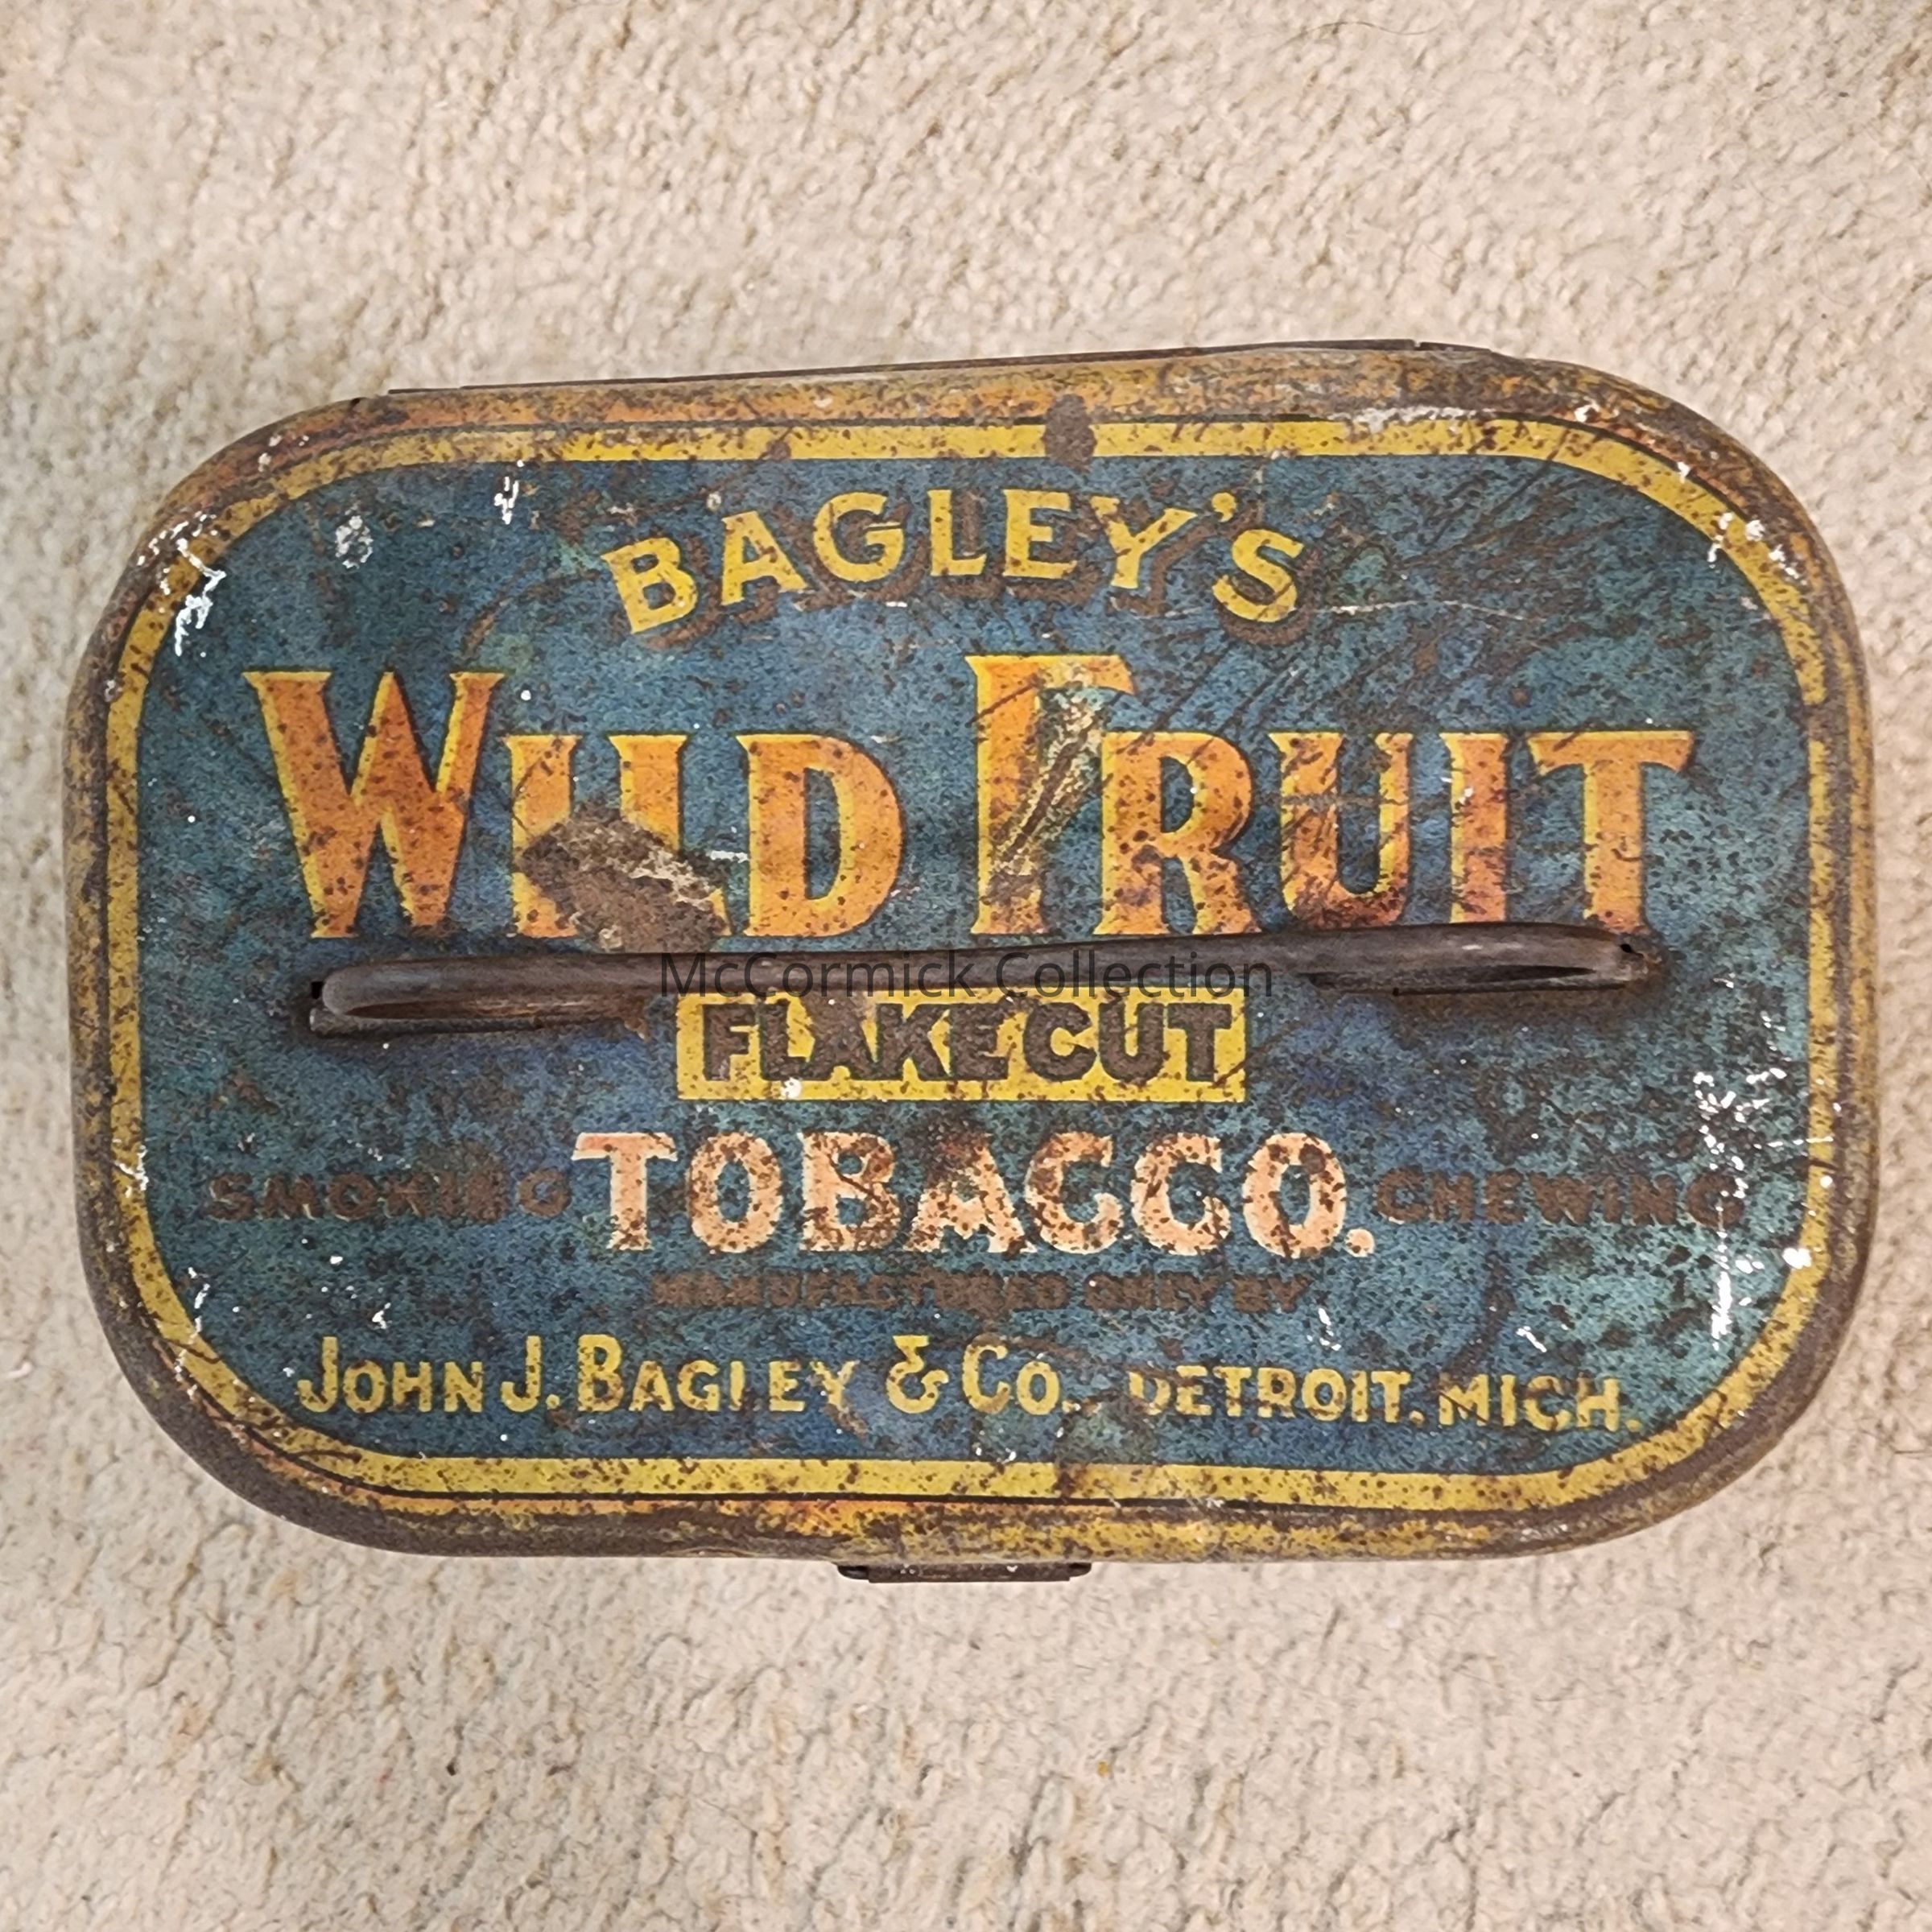 BAGLEY'S
WILD FRUIT
McCormick Collection
FLAKE CUT
SMOKING TOBACCO. CHEWING
MANUFACTURED ONLY BY
JOHN J. BAGLEY & CO. DETROIT, MICH.